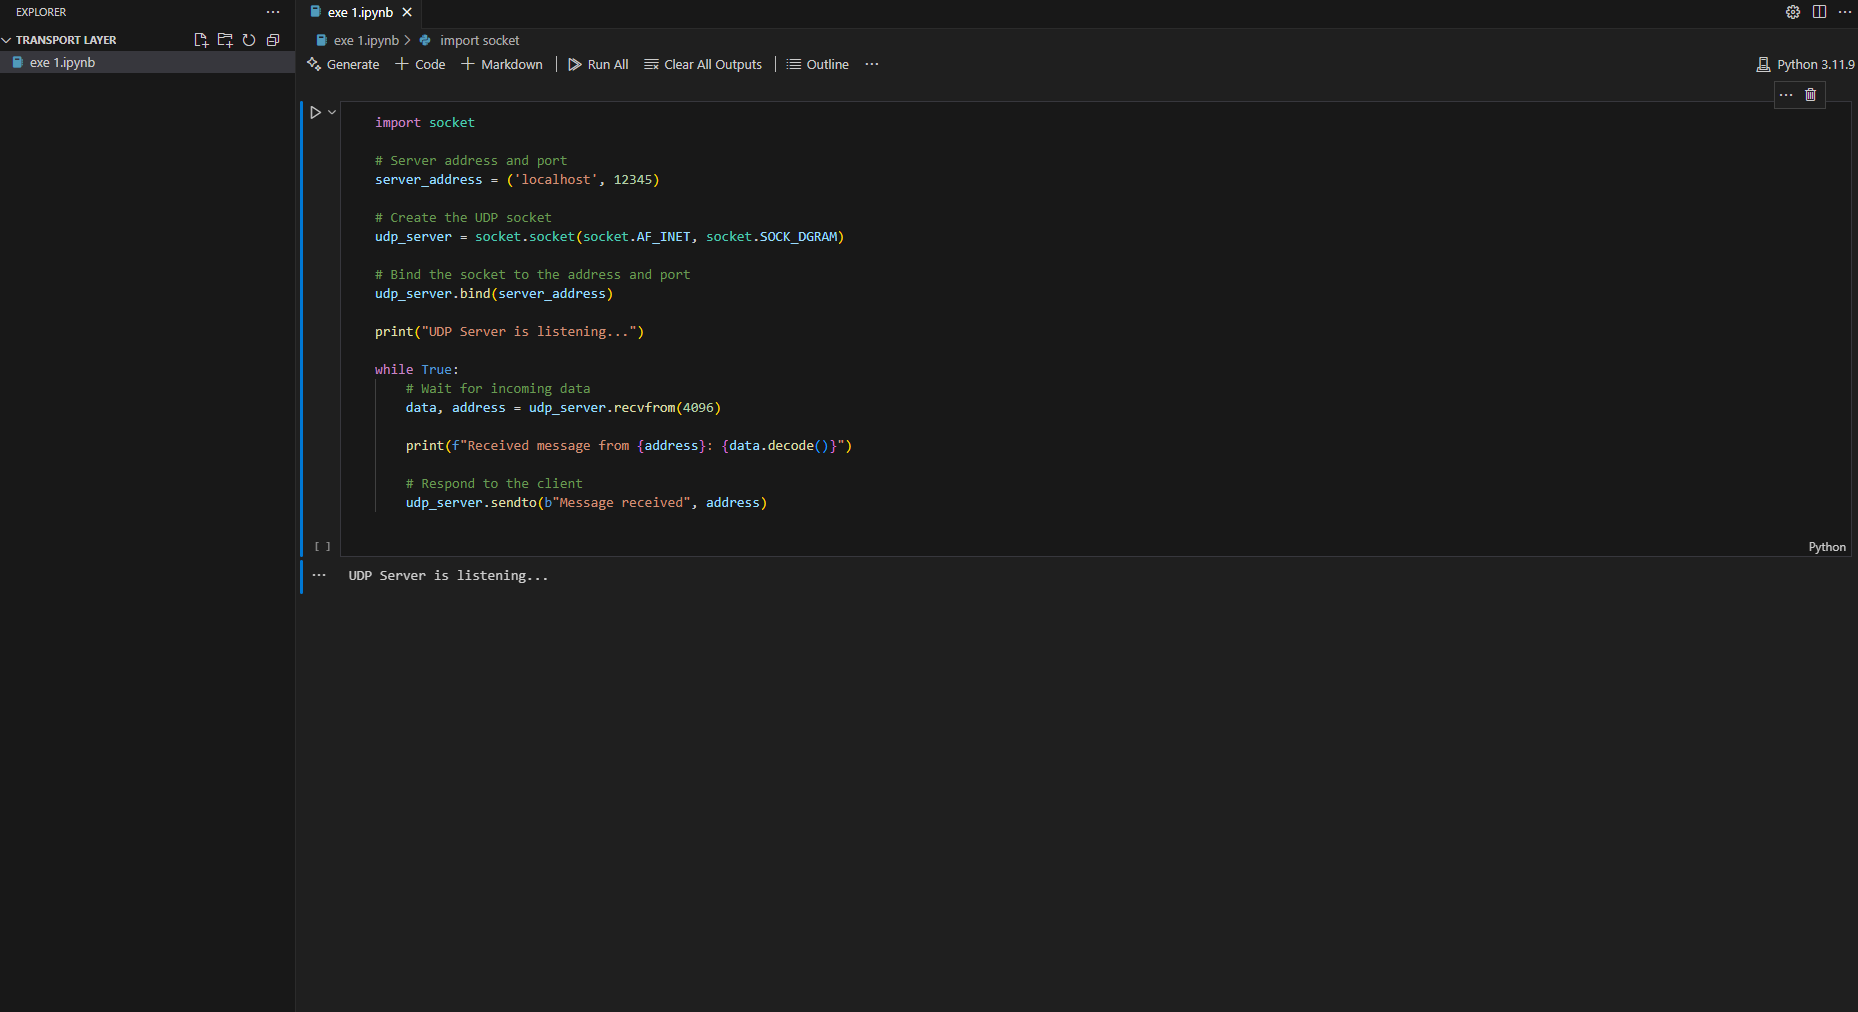 EXPLORER
TRANSPORT LAYER
exe 1.ipynb
exe 1.ipynb
exe 1.ipynb > import socket
Generate + Code + Markdown | Run All Clear All Outputs | Outline ...
Python 3.11.9
import socket
# Server address and port
server_address = ('localhost', 12345)
# Create the UDP socket
udp_server = socket.socket(socket.AF_INET, socket.SOCK_DGRAM)
# Bind the socket to the address and port
udp_server.bind(server_address)
print("UDP Server is listening...")
while True:
    # Wait for incoming data
    data, address = udp_server.recvfrom(4096)
    print(f"Received message from {address}: {data.decode()}")
    # Respond to the client
    udp_server.sendto(b"Message received", address)
[ ]
Python
... UDP Server is listening...